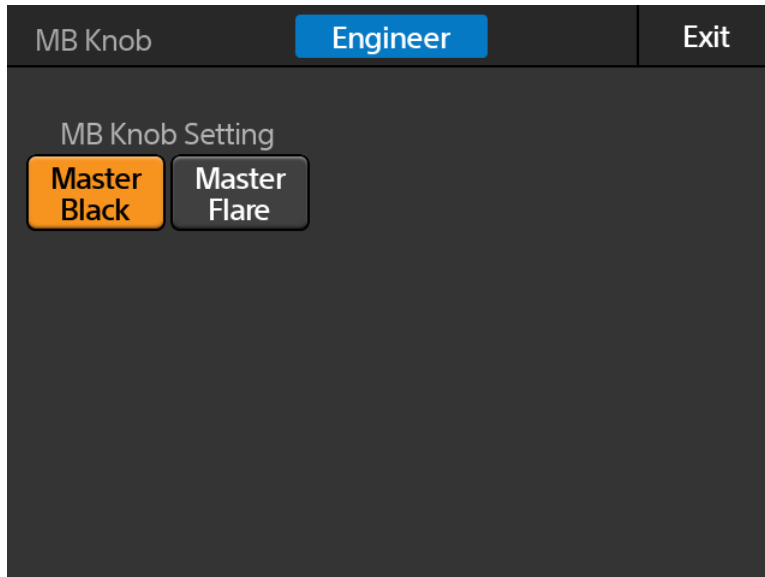 MB Knob
Engineer
Exit
MB Knob Setting
Master
Black
Master
Flare